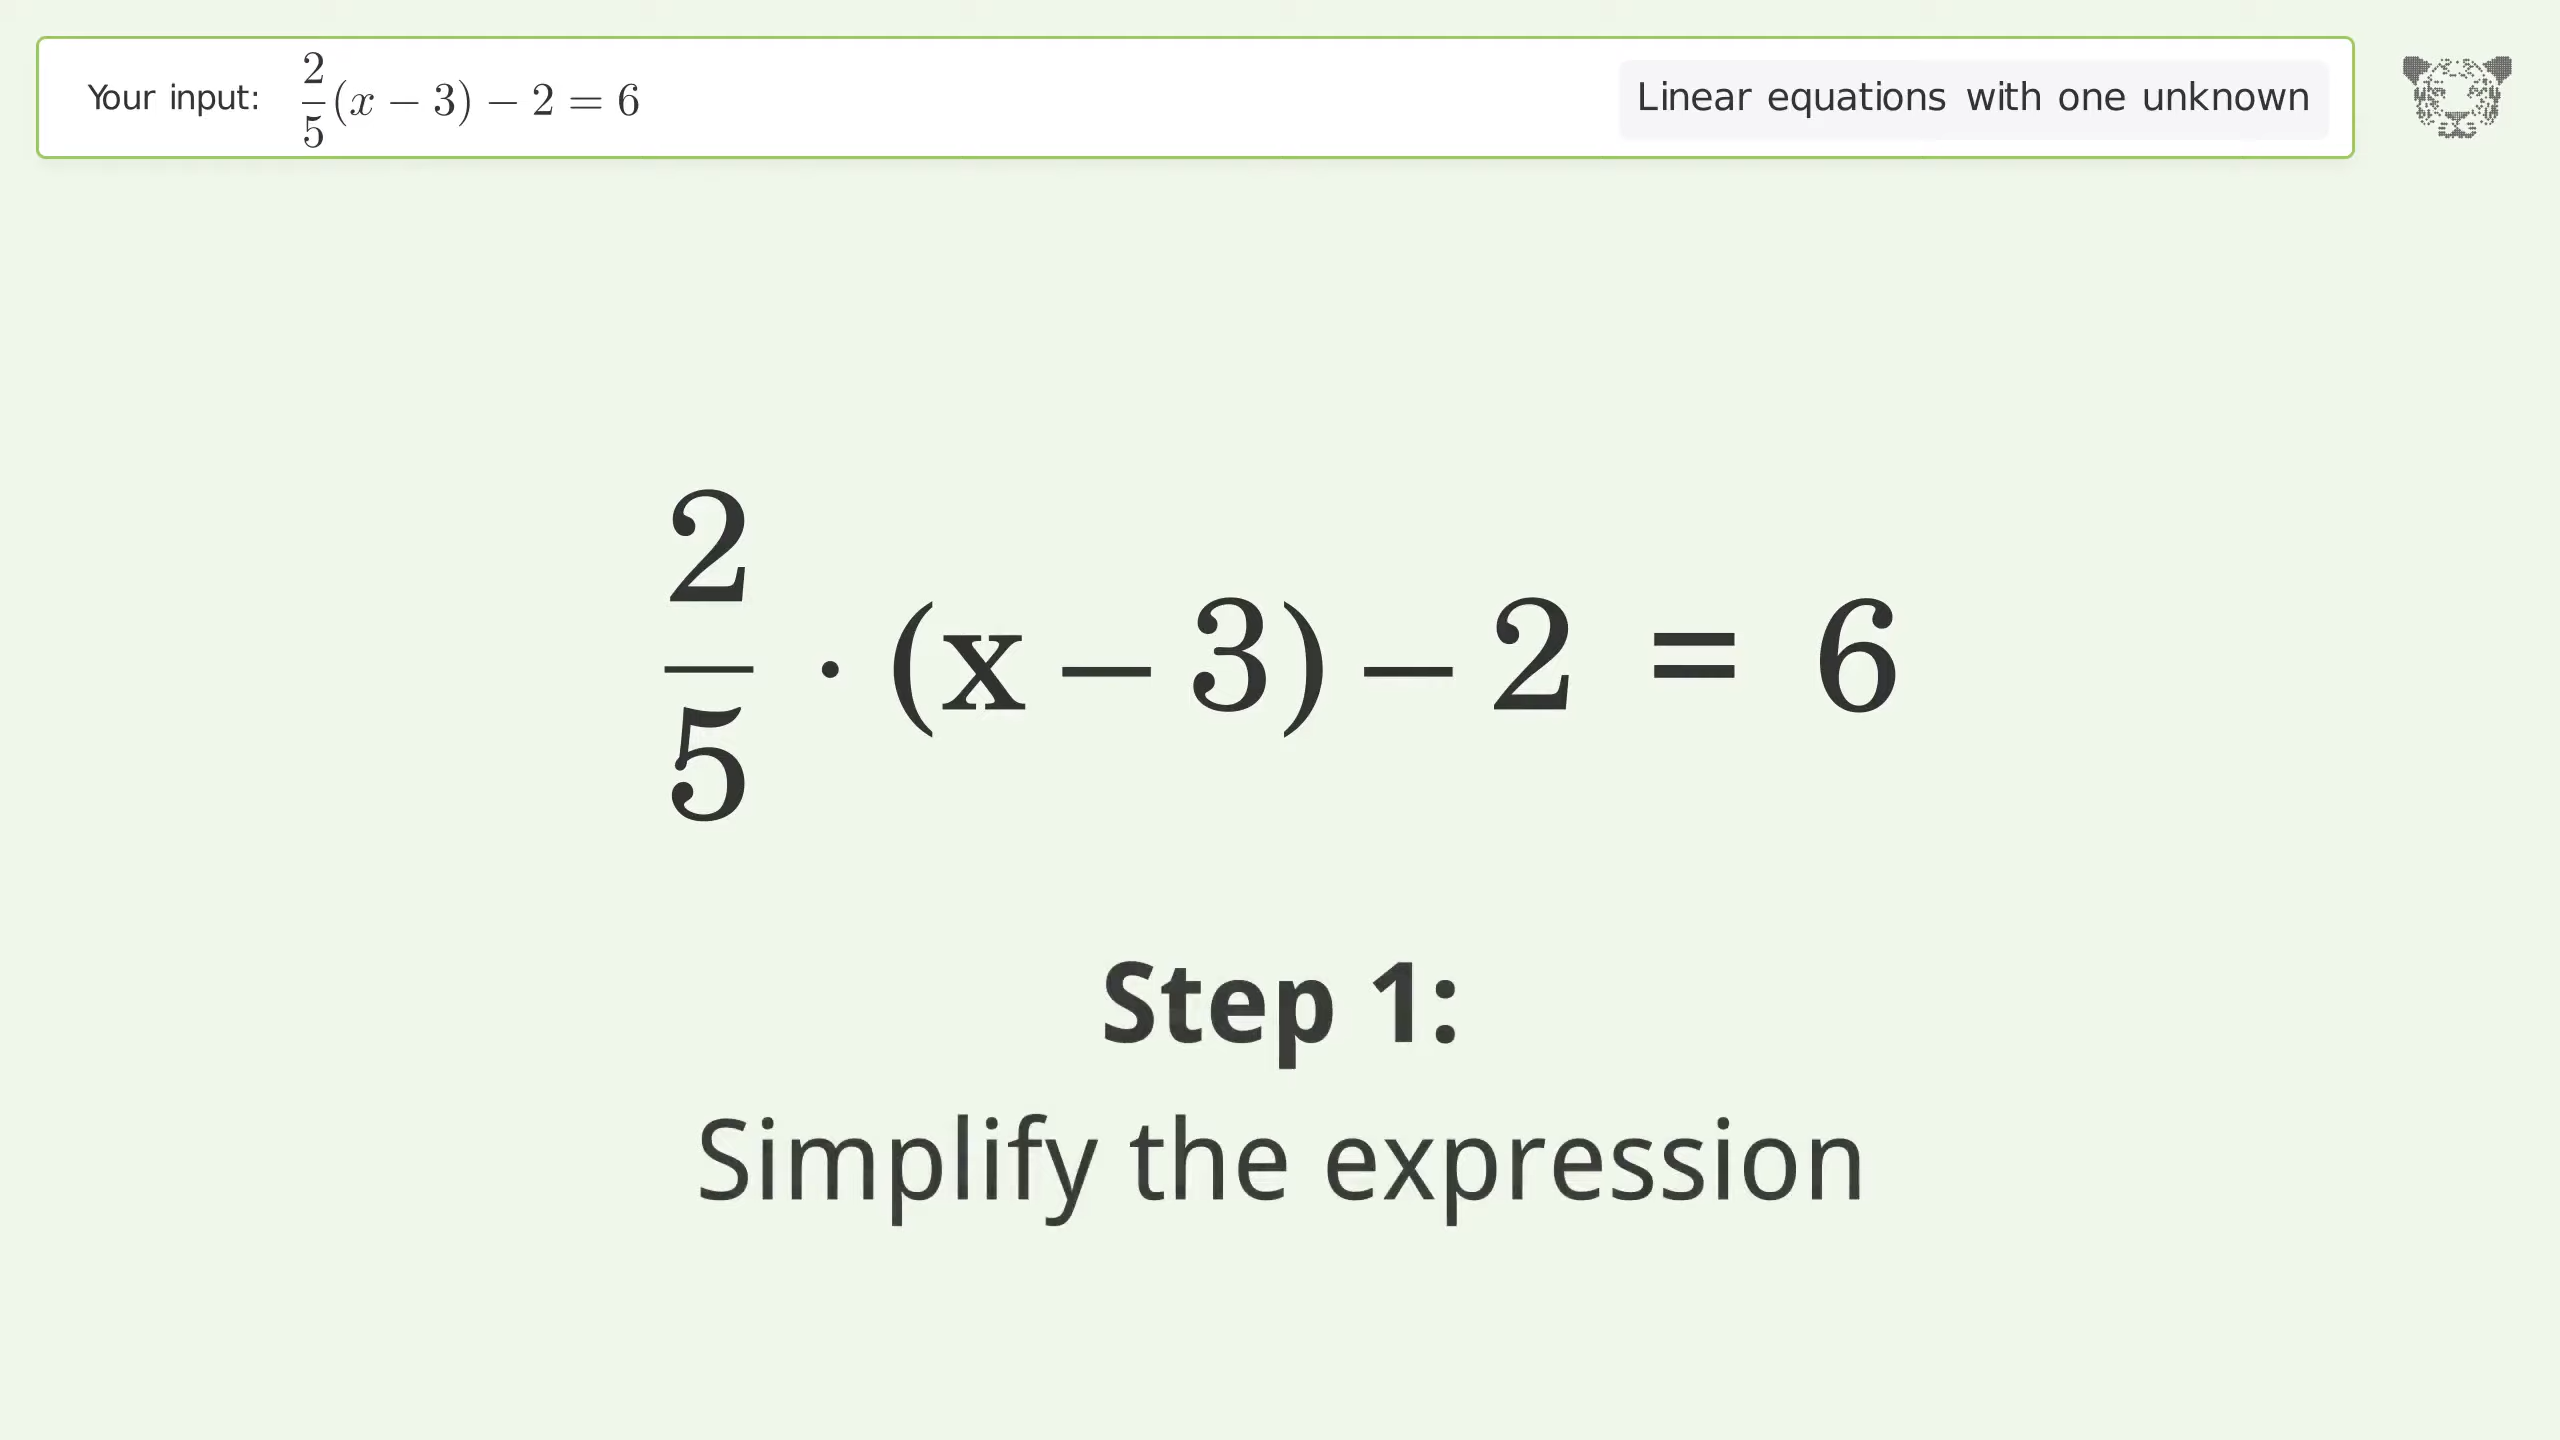 Your input: 2/5(x − 3) − 2 = 6
Linear equations with one unknown
2/5 · (x − 3) − 2 = 6
Step 1:
Simplify the expression